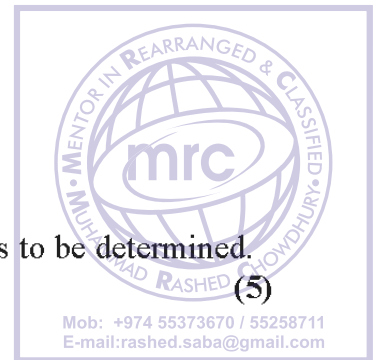 MENTOR IN REARRANGED & CLASSIFIED
mrc
MUHAMMAD RASHED CHOWDHURY
s to be determined.
(5)
Mob: +974 55373670 / 55258711
E-mail:rashed.saba@gmail.com